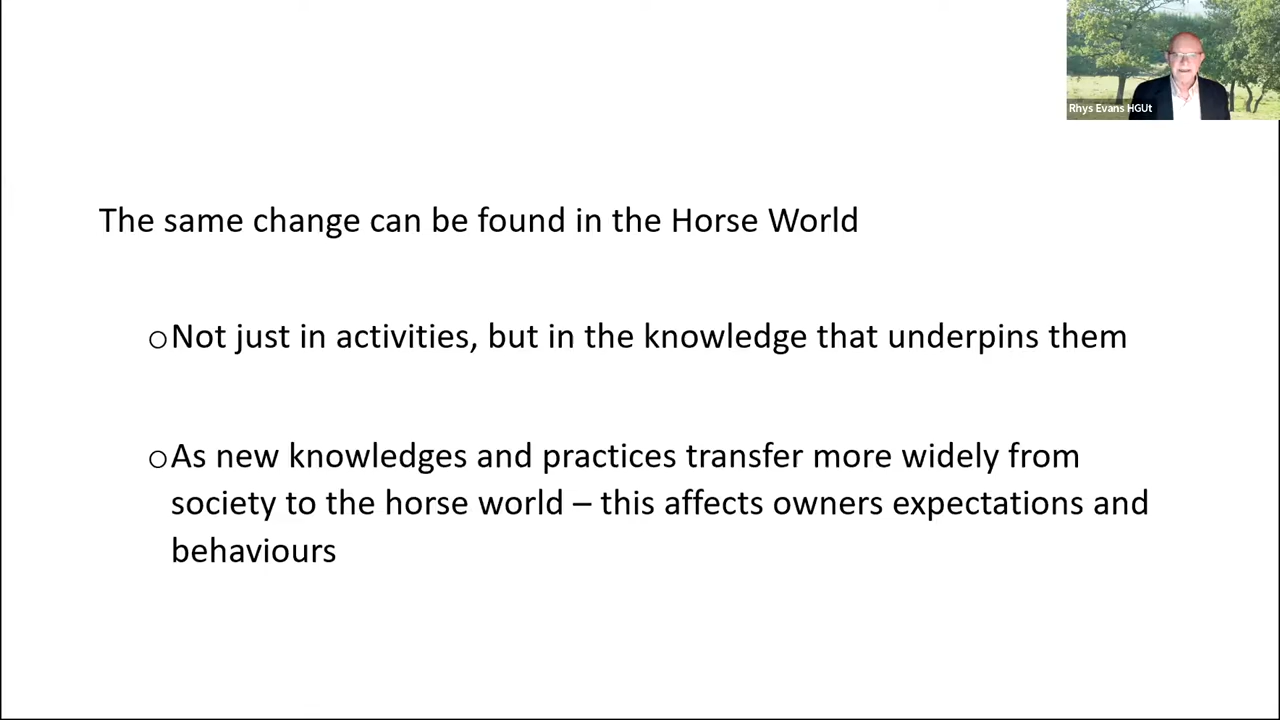 Rhys Evans HGUt
The same change can be found in the Horse World
○Not just in activities, but in the knowledge that underpins them
○As new knowledges and practices transfer more widely from
society to the horse world – this affects owners expectations and
behaviours